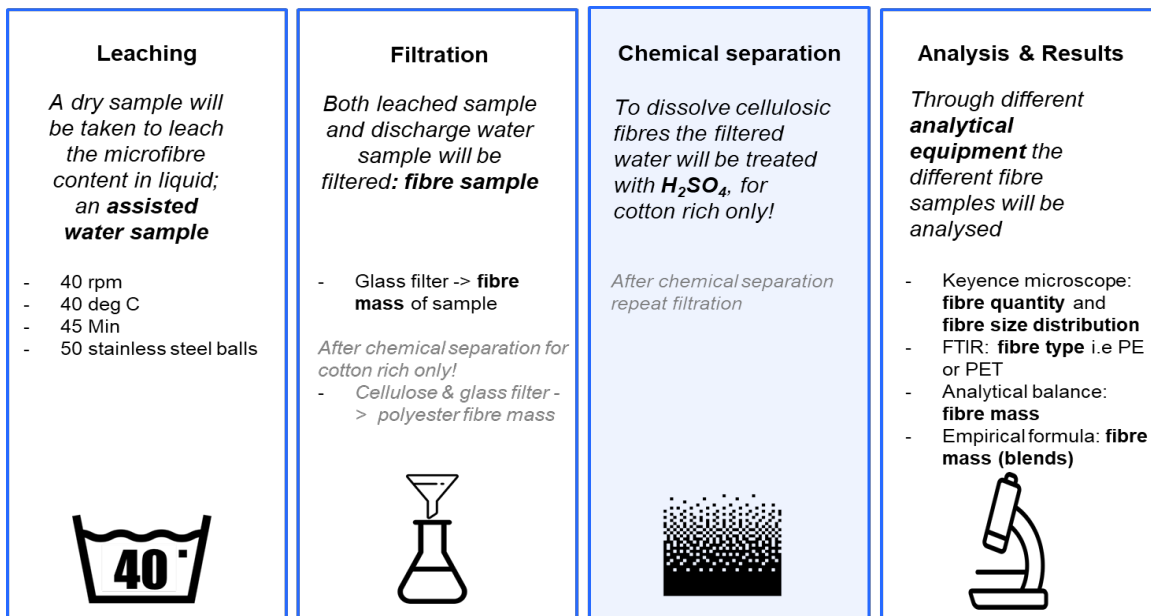 Leaching
A dry sample will
be taken to leach
the microfibre
content in liquid;
an assisted
water sample
- 40 rpm
- 40 deg C
- 45 Min
- 50 stainless steel balls
40
Filtration
Both leached sample
and discharge water
sample will be
filtered: fibre sample
- Glass filter -> fibre
mass of sample
After chemical separation for
cotton rich only!
- Cellulose & glass filter -
> polyester fibre mass
Chemical separation
To dissolve cellulosic
fibres the filtered
water will be treated
with H₂SO₄, for
cotton rich only!
After chemical separation
repeat filtration
Analysis & Results
Through different
analytical
equipment the
different fibre
samples will be
analysed
- Keyence microscope:
fibre quantity and
fibre size distribution
- FTIR: fibre type i.e PE
or PET
- Analytical balance:
fibre mass
- Empirical formula: fibre
mass (blends)